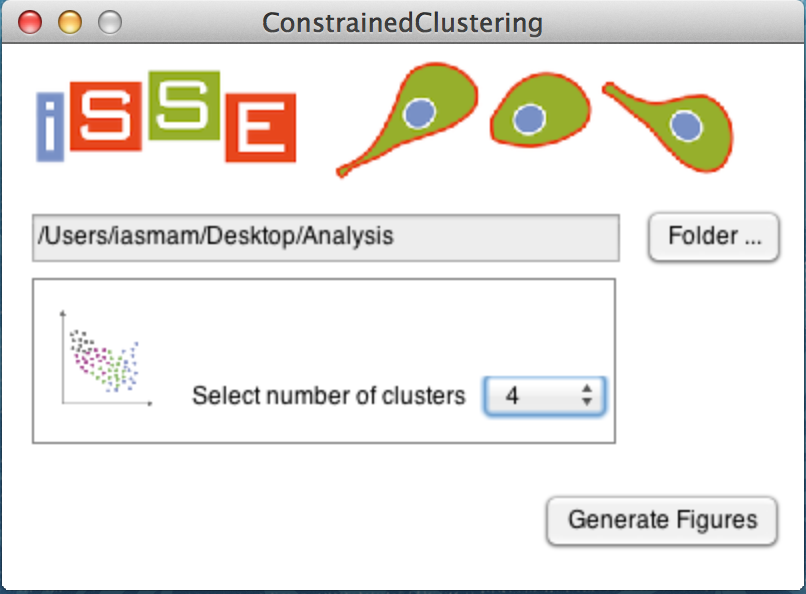 ConstrainedClustering
iSSE
/Users/iasmam/Desktop/Analysis
Folder ...
Select number of clusters
4
Generate Figures